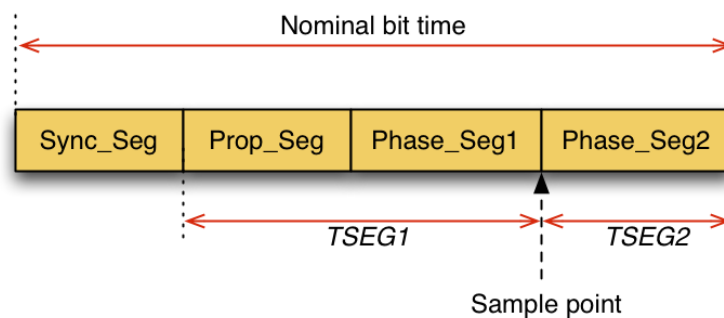 Nominal bit time
Sync_Seg Prop_Seg Phase_Seg1 Phase_Seg2
TSEG1 TSEG2
Sample point